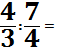 4/3 : 7/4 =